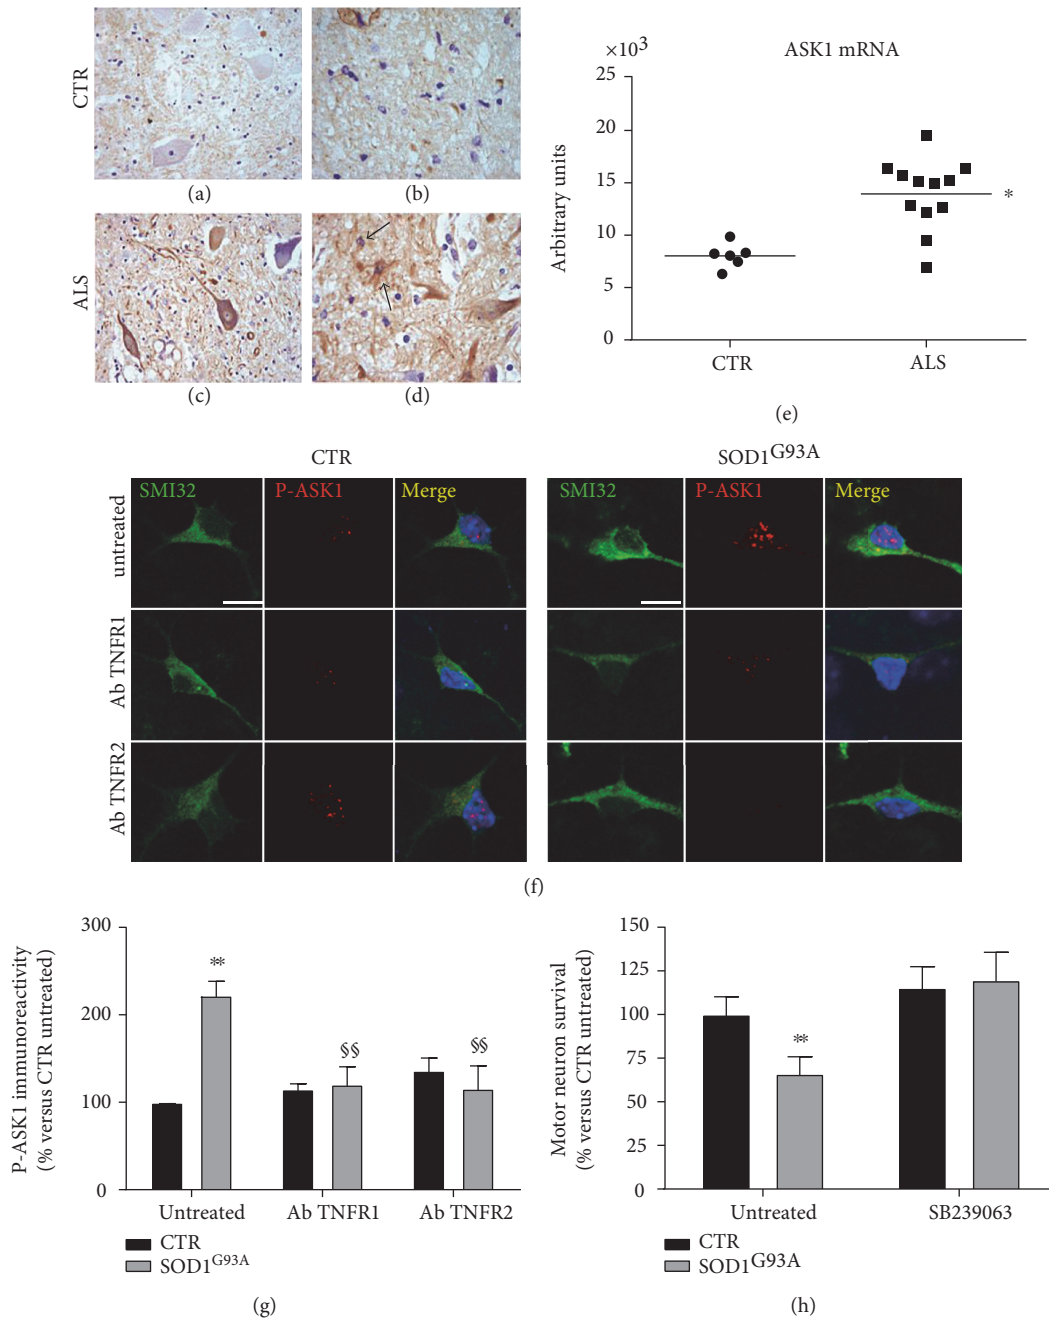 CTR
(a)
(b)
ALS
(c)
(d)
ASK1 mRNA
×10³
Arbitrary units
25
20
15
10
5
0
*
CTR
ALS
(e)
CTR
SOD1G93A
SMI32
P-ASK1
Merge
SMI32
P-ASK1
Merge
untreated
Ab TNFR1
Ab TNFR2
(f)
P-ASK1 immunoreactivity
(% versus CTR untreated)
300
200
100
0
**
§§
§§
Untreated
Ab TNFR1
Ab TNFR2
CTR
SOD1G93A
(g)
Motor neuron survival
(% versus CTR untreated)
150
125
100
75
50
25
0
**
Untreated
SB239063
CTR
SOD1G93A
(h)